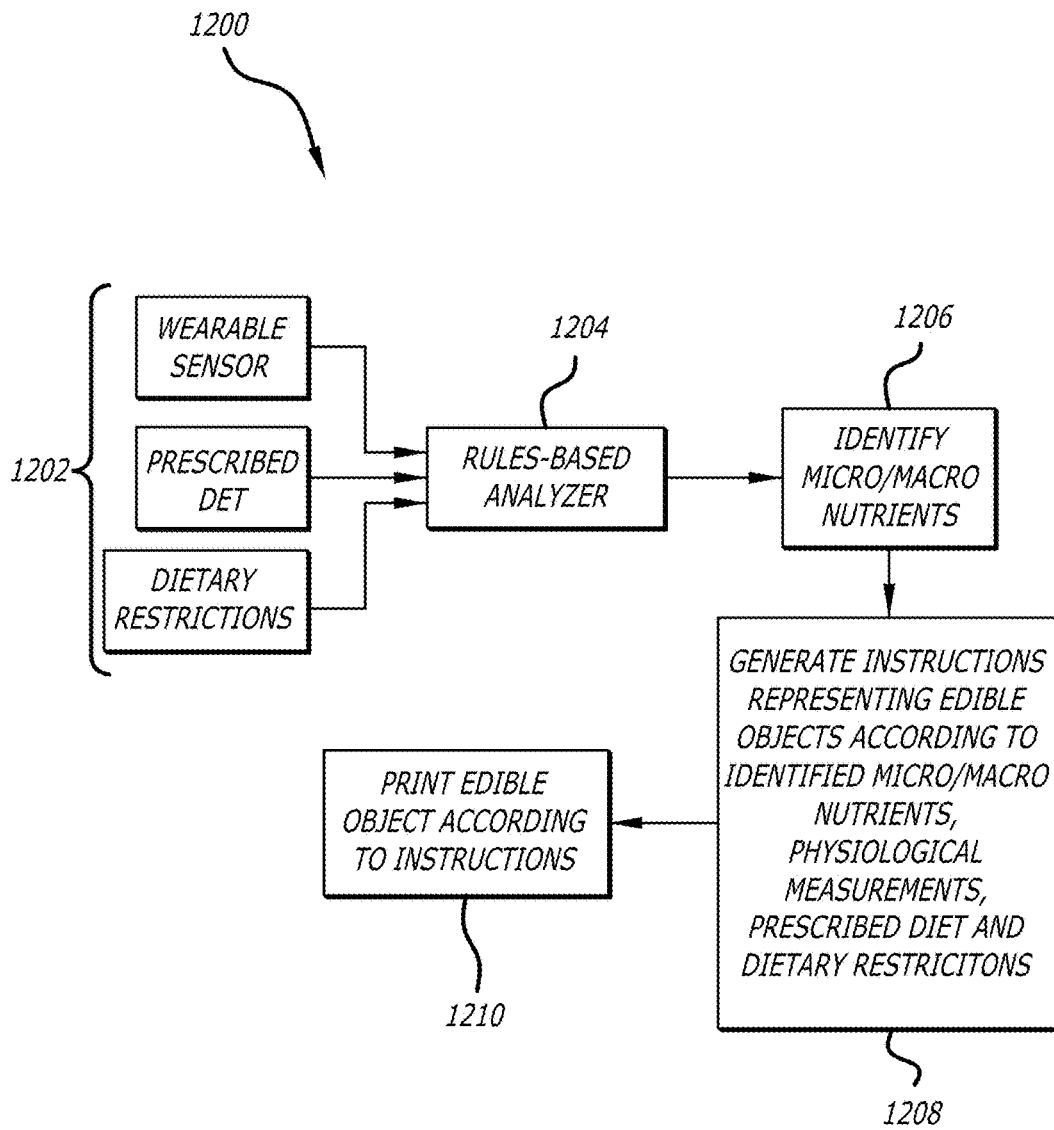 1200
WEARABLE
SENSOR
1202
PRESCRIBED
DET
DIETARY
RESTRICTIONS
1204
RULES-BASED
ANALYZER
1206
IDENTIFY
MICRO/MACRO
NUTRIENTS
GENERATE INSTRUCTIONS
REPRESENTING EDIBLE
OBJECTS ACCORDING TO
IDENTIFIED MICRO/MACRO
NUTRIENTS,
PHYSIOLOGICAL
MEASUREMENTS,
PRESCRIBED DIET AND
DIETARY RESTRICITONS
1208
PRINT EDIBLE
OBJECT ACCORDING
TO INSTRUCTIONS
1210